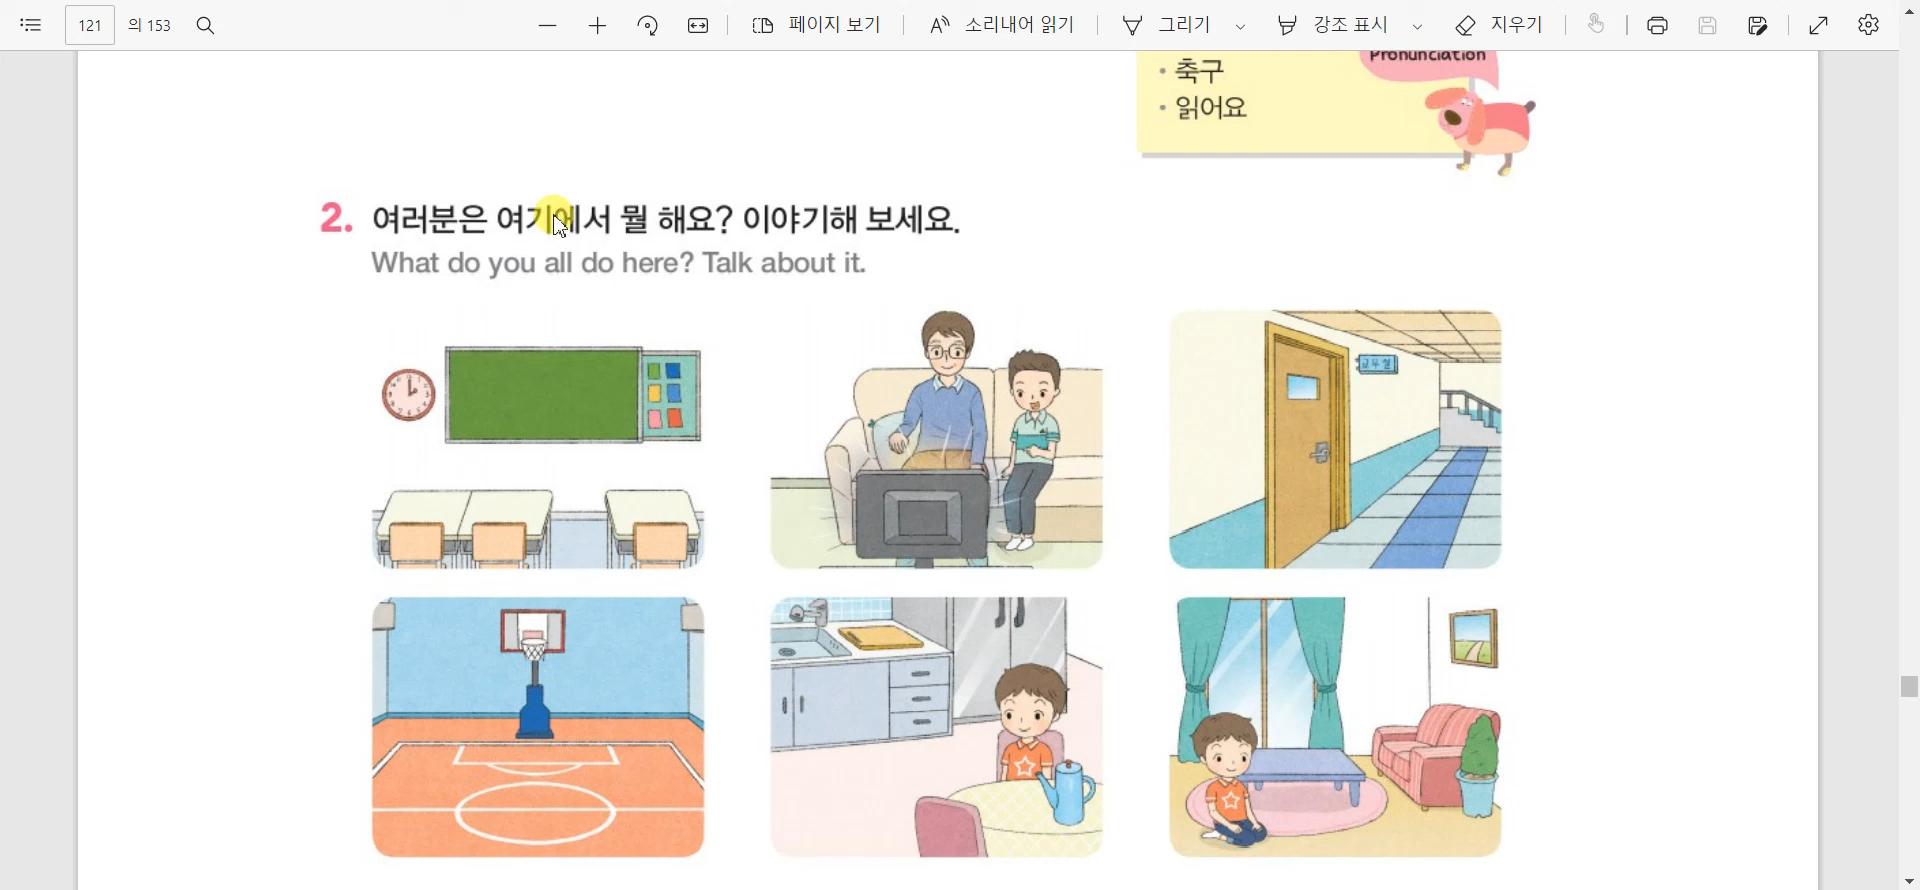 121 의 153 페이지 보기 소리내어 읽기 그리기 강조 표시 지우기
Pronunciation
• 축구
• 읽어요
2. 여러분은 여기에서 뭘 해요? 이야기해 보세요.
What do you all do here? Talk about it.
교무실